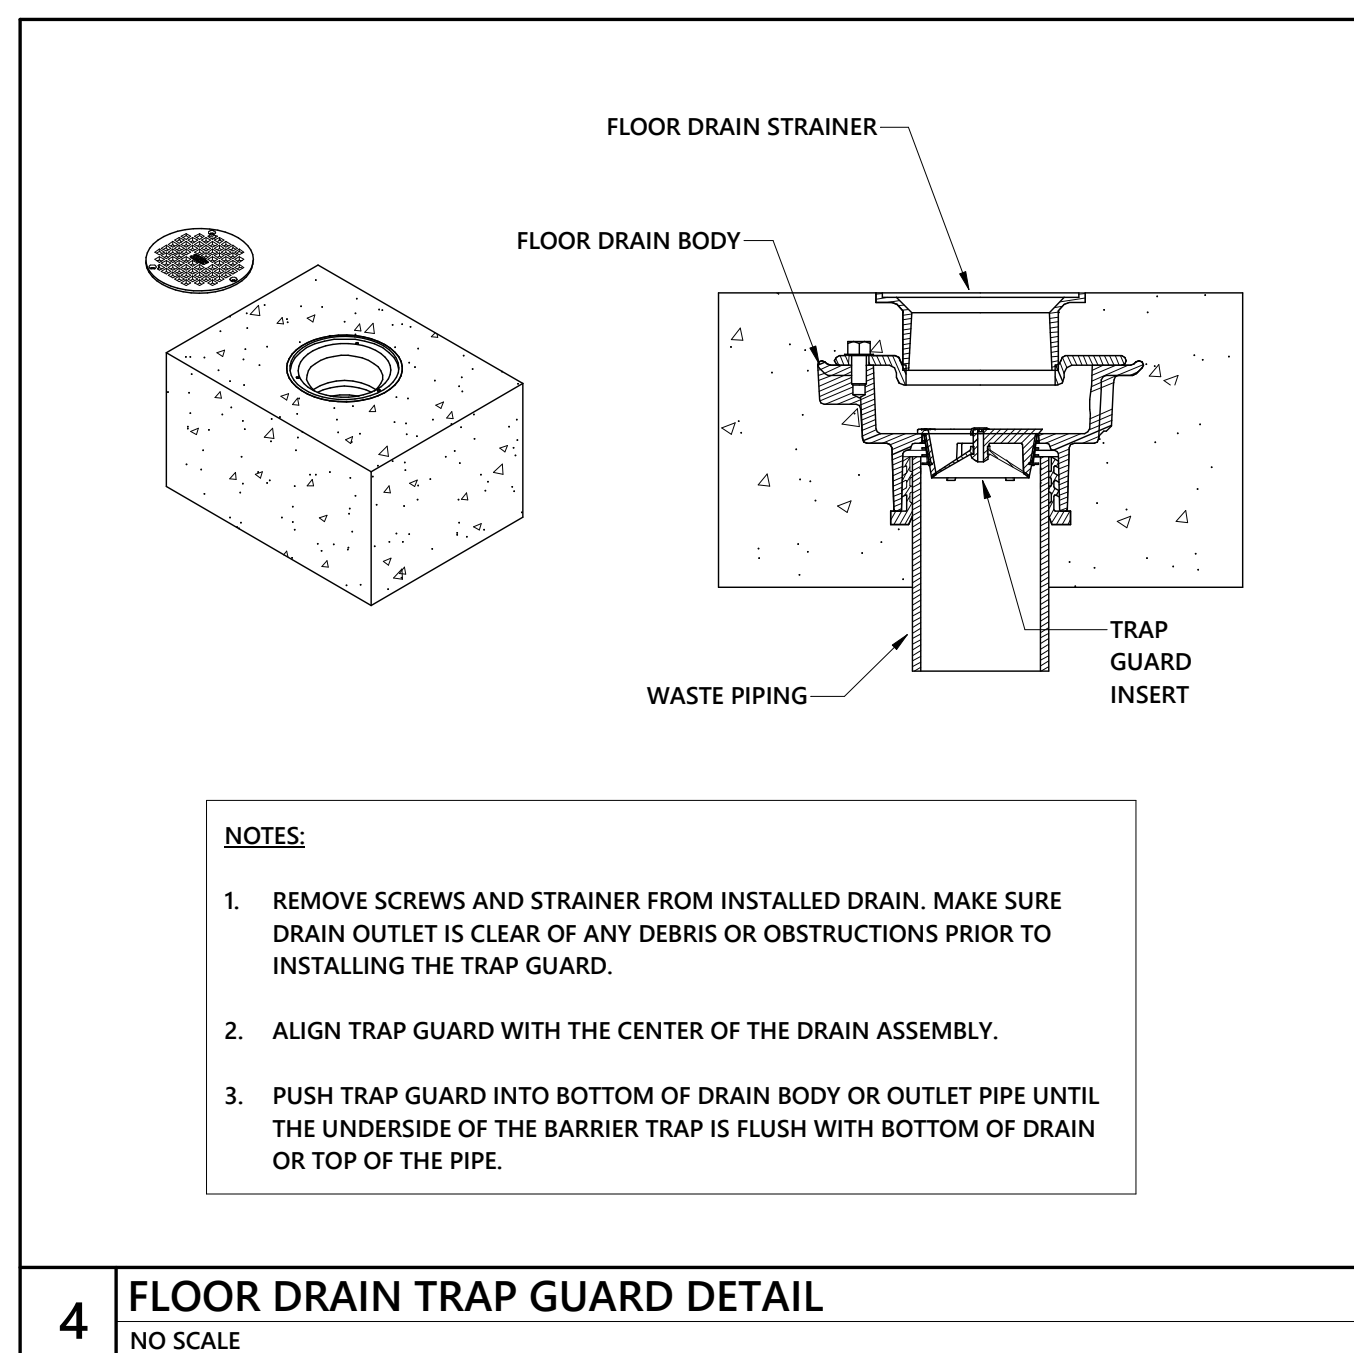 FLOOR DRAIN STRAINER
FLOOR DRAIN BODY
TRAP
GUARD
INSERT
WASTE PIPING
NOTES:
1. REMOVE SCREWS AND STRAINER FROM INSTALLED DRAIN. MAKE SURE
DRAIN OUTLET IS CLEAR OF ANY DEBRIS OR OBSTRUCTIONS PRIOR TO
INSTALLING THE TRAP GUARD.
2. ALIGN TRAP GUARD WITH THE CENTER OF THE DRAIN ASSEMBLY.
3. PUSH TRAP GUARD INTO BOTTOM OF DRAIN BODY OR OUTLET PIPE UNTIL
THE UNDERSIDE OF THE BARRIER TRAP IS FLUSH WITH BOTTOM OF DRAIN
OR TOP OF THE PIPE.
4
FLOOR DRAIN TRAP GUARD DETAIL
NO SCALE